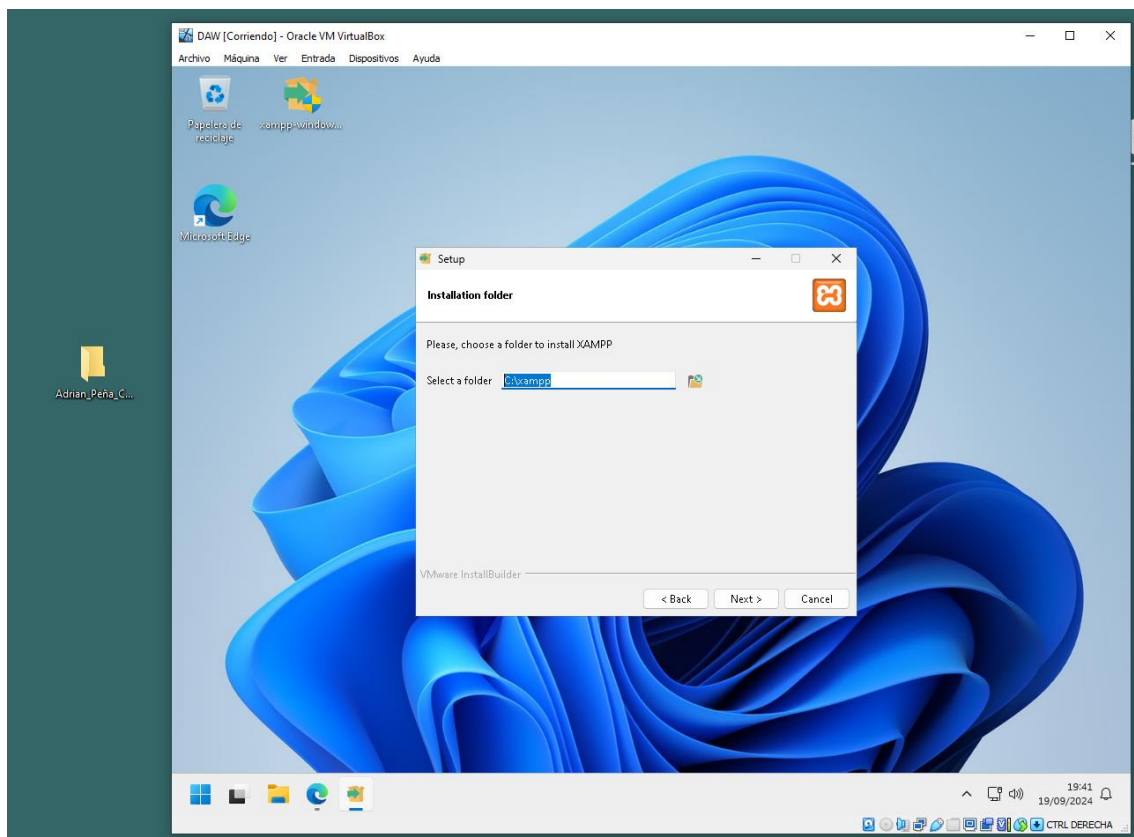 DAW [Corriendo] - Oracle VM VirtualBox
Archivo Máquina Ver Entrada Dispositivos Ayuda
Papelera de reciclaje
xampp-window...
Microsoft Edge
Adrian_Peña_C...
Setup
Installation folder
Please, choose a folder to install XAMPP
Select a folder C:\xampp
VMware InstallBuilder
< Back Next > Cancel
19:41
19/09/2024
CTRL DERECHA